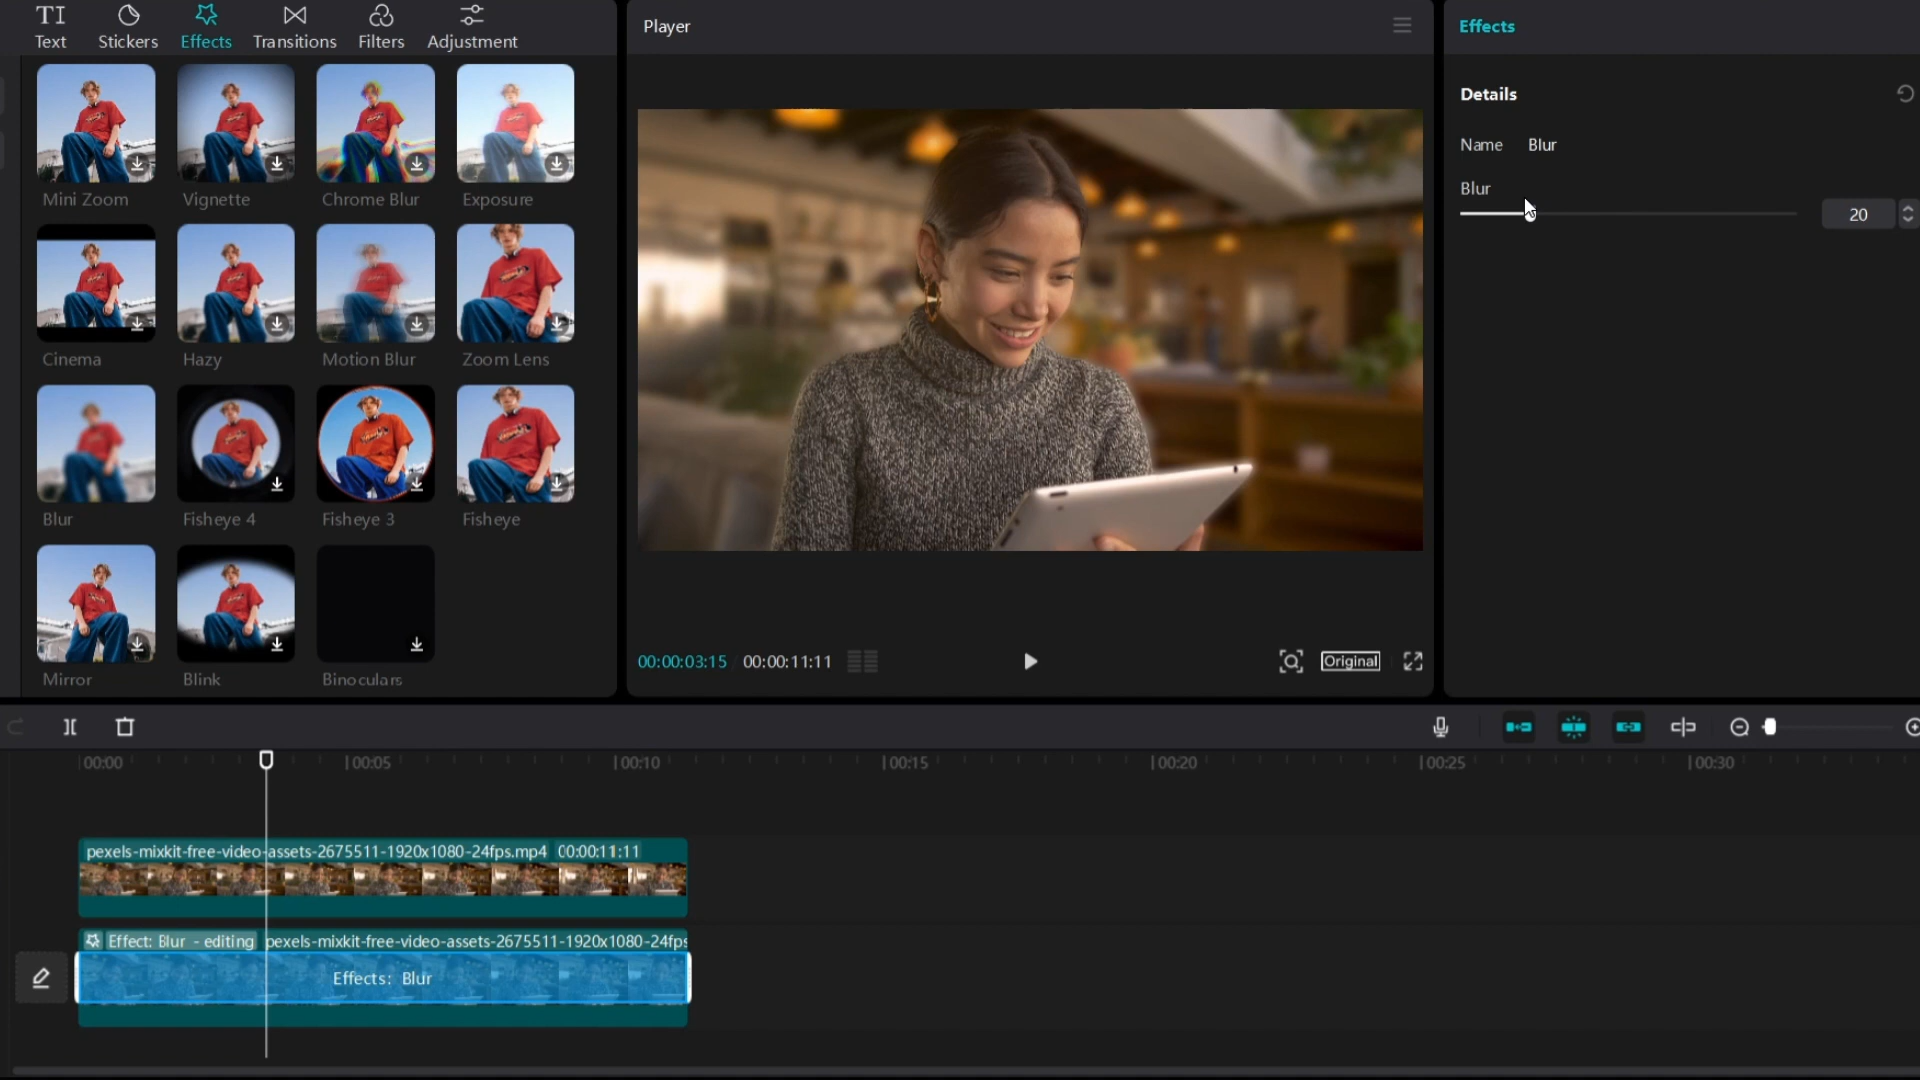 TI
Text
Stickers
Effects
Transitions
Filters
Adjustment
Mini Zoom
Vignette
Chrome Blur
Exposure
Cinema
Hazy
Motion Blur
Zoom Lens
Blur
Fisheye 4
Fisheye 3
Fisheye
Mirror
Blink
Binoculars
Player
00:00:03:15
00:00:11:11
Original
Effects
Details
Name Blur
Blur
20
00:00
00:05
00:10
00:15
00:20
00:25
00:30
pexels-mixkit-free-video-assets-2675511-1920x1080-24fps.mp4 00:00:11:11
Effect: Blur - editing pexels-mixkit-free-video-assets-2675511-1920x1080-24fps
Effects: Blur